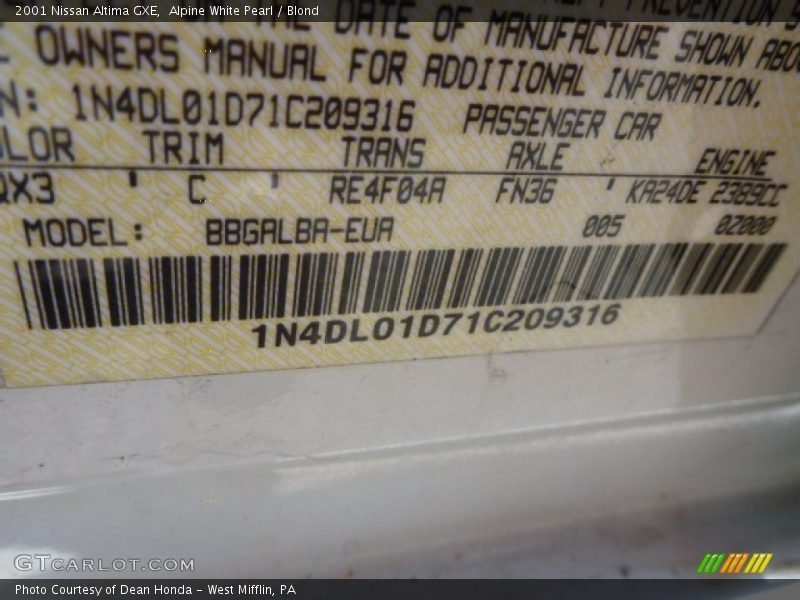 2001 Nissan Altima GXE, Alpine White Pearl / Blond
DATE OF MANUFACTURE SHOWN
OWNERS MANUAL FOR ADDITIONAL INFORMATION.
N: 1N4DL01D71C209316 PASSENGER CAR
LOR TRIM TRANS AXLE ENGINE
QX3 ' C ' RE4F04A FN36 ' KA24DE 2389CC
MODEL: BBGALBA-EUA 005 0Z000
1N4DL01D71C209316
GTCARLOT.COM
Photo Courtesy of Dean Honda - West Mifflin, PA